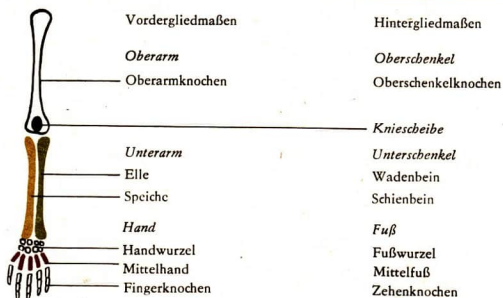 Vordergliedmaßen Hintergliedmaßen
Oberarm Oberschenkel
Oberarmknochen Oberschenkelknochen
Kniescheibe
Unterarm Unterschenkel
Elle Wadenbein
Speiche Schienbein
Hand Fuß
Handwurzel Fußwurzel
Mittelhand Mittelfuß
Fingerknochen Zehenknochen